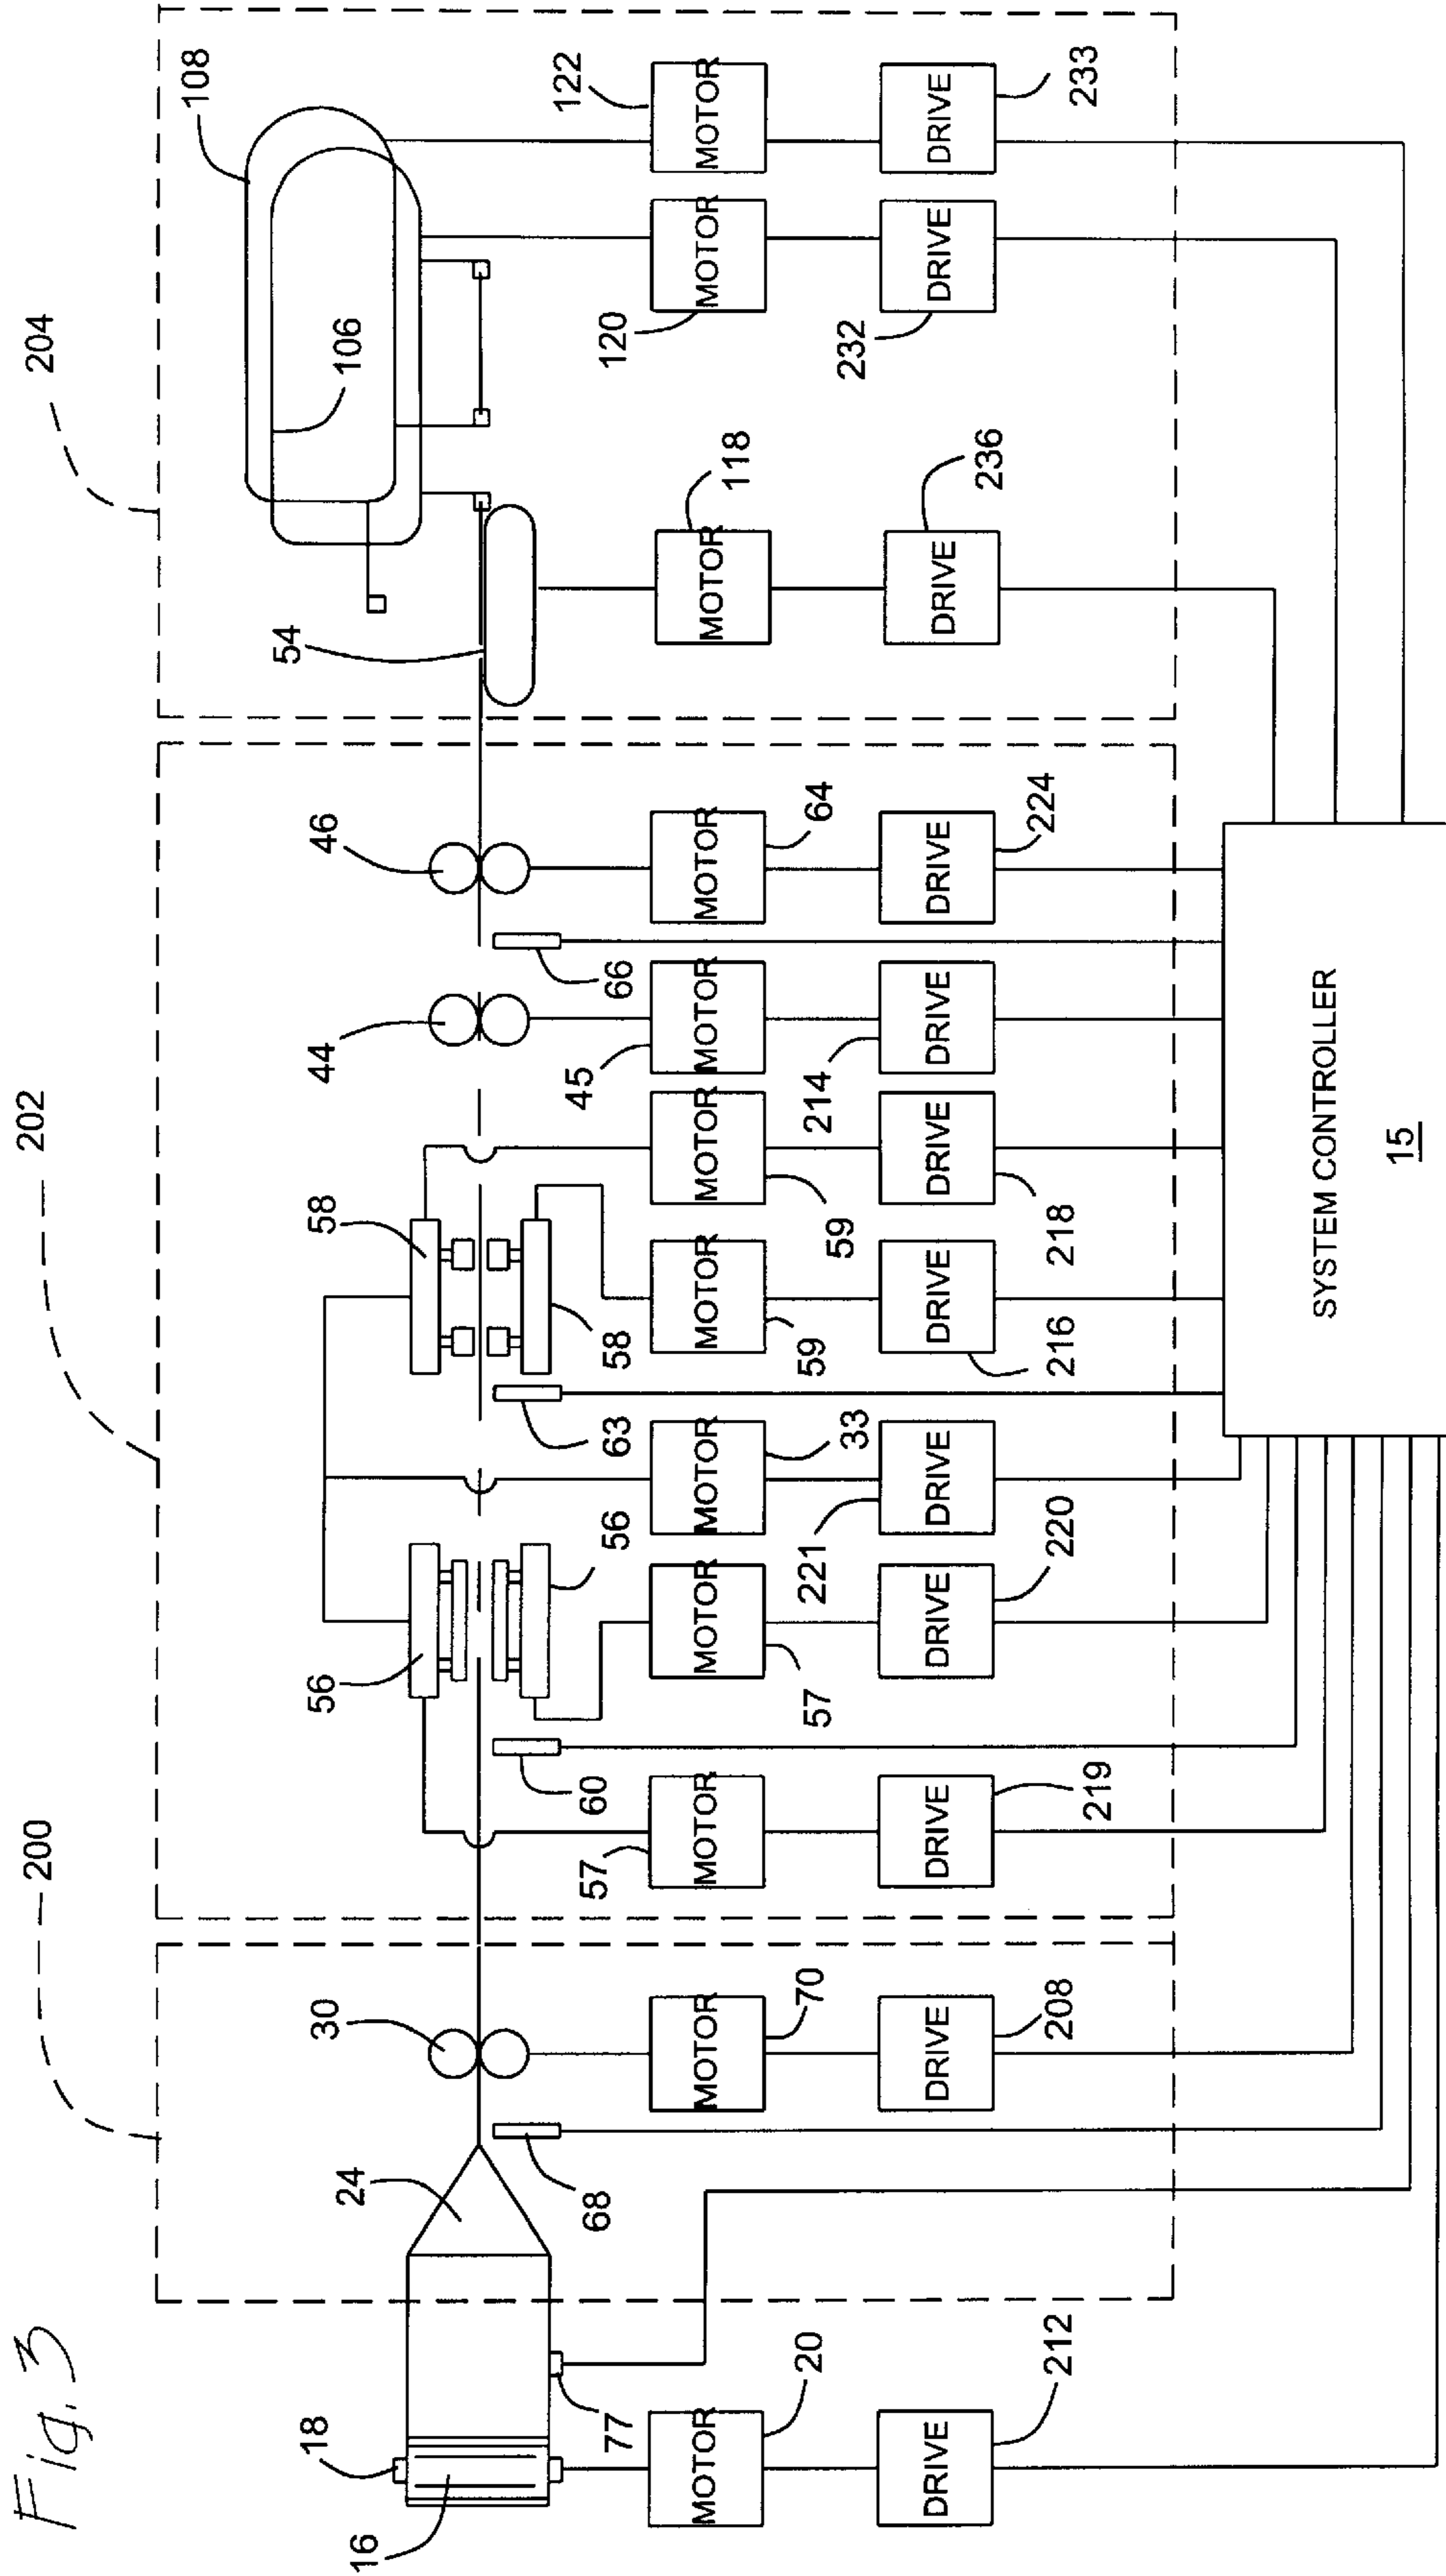 Fig. 3
200
202
204
16
18
24
30
56
58
44
46
54
106
108
77
68
60
56
63
58
66
20
MOTOR
70
MOTOR
57
MOTOR
57
MOTOR
33
MOTOR
59
MOTOR
59
MOTOR
45
MOTOR
64
MOTOR
118
MOTOR
120
MOTOR
122
MOTOR
212
DRIVE
208
DRIVE
219
DRIVE
220
DRIVE
221
DRIVE
216
DRIVE
218
DRIVE
214
DRIVE
224
DRIVE
236
DRIVE
232
DRIVE
233
DRIVE
SYSTEM CONTROLLER
15